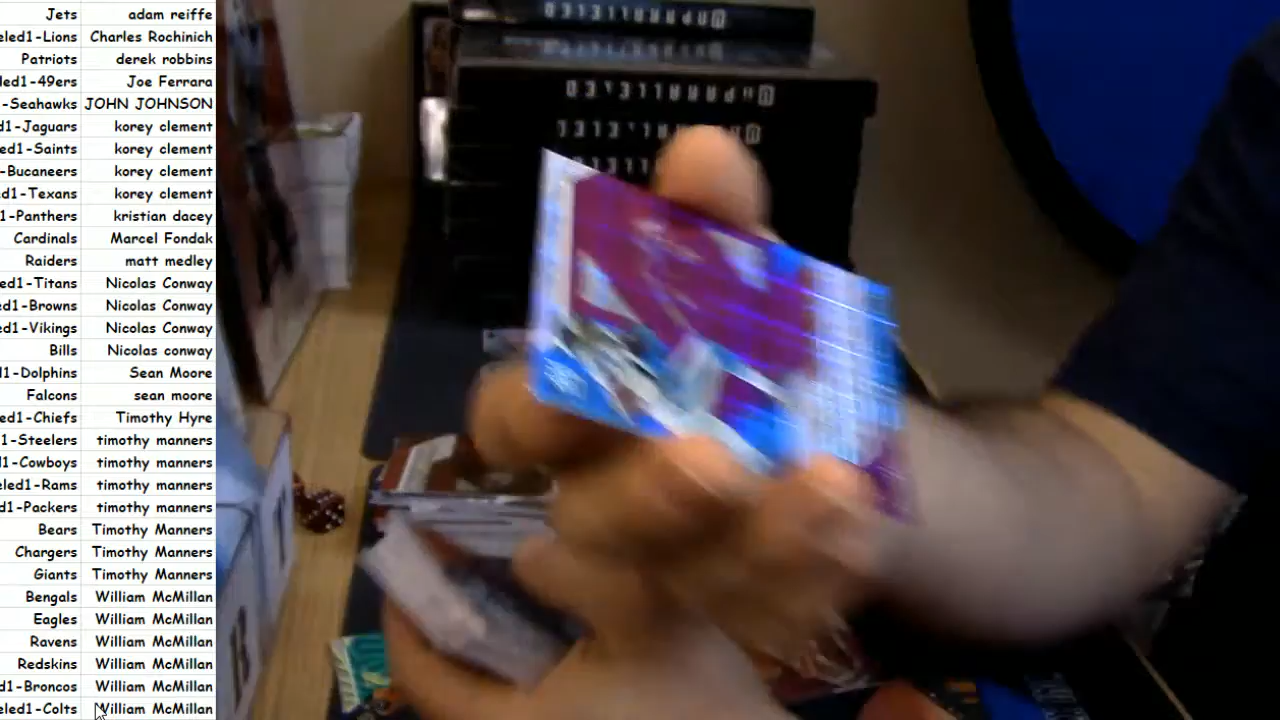 Jets adam reiffe
eled1-Lions Charles Rochinich
Patriots derek robbins
led1-49ers Joe Ferrara
-Seahawks JOHN JOHNSON
d1-Jaguars korey clement
ed1-Saints korey clement
-Bucaneers korey clement
d1-Texans korey clement
1-Panthers kristian dacey
Cardinals Marcel Fondak
Raiders matt medley
ed1-Titans Nicolas Conway
ed1-Browns Nicolas Conway
ed1-Vikings Nicolas Conway
Bills Nicolas conway
d1-Dolphins Sean Moore
Falcons sean moore
ed1-Chiefs Timothy Hyre
1-Steelers timothy manners
1-Cowboys timothy manners
eled1-Rams timothy manners
d1-Packers timothy manners
Bears Timothy Manners
Chargers Timothy Manners
Giants Timothy Manners
Bengals William McMillan
Eagles William McMillan
Ravens William McMillan
Redskins William McMillan
d1-Broncos William McMillan
eled1-Colts William McMillan
UNPARALLELED
UNPARALLELED